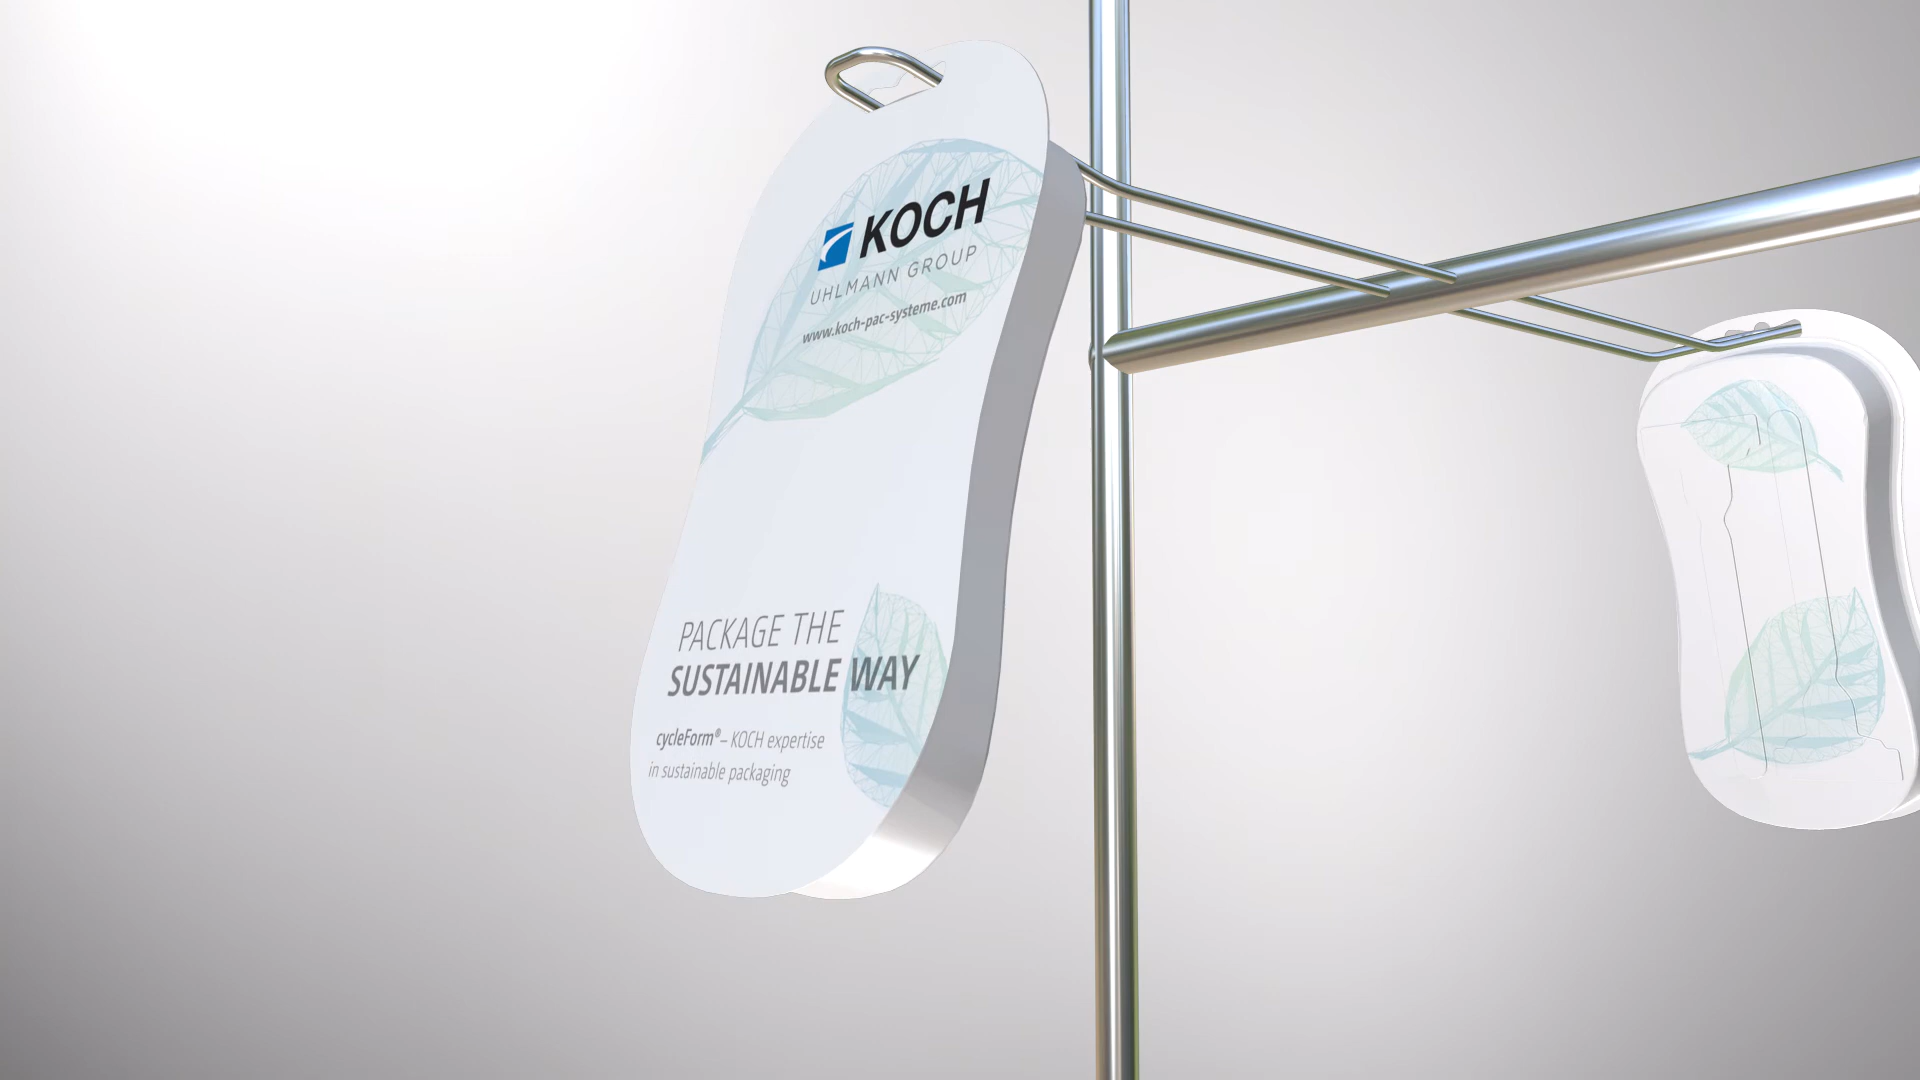 KOCH
UHLMANN GROUP
www.koch-pac-systeme.com
PACKAGE THE
SUSTAINABLE WAY
cycleForm®– KOCH expertise
in sustainable packaging